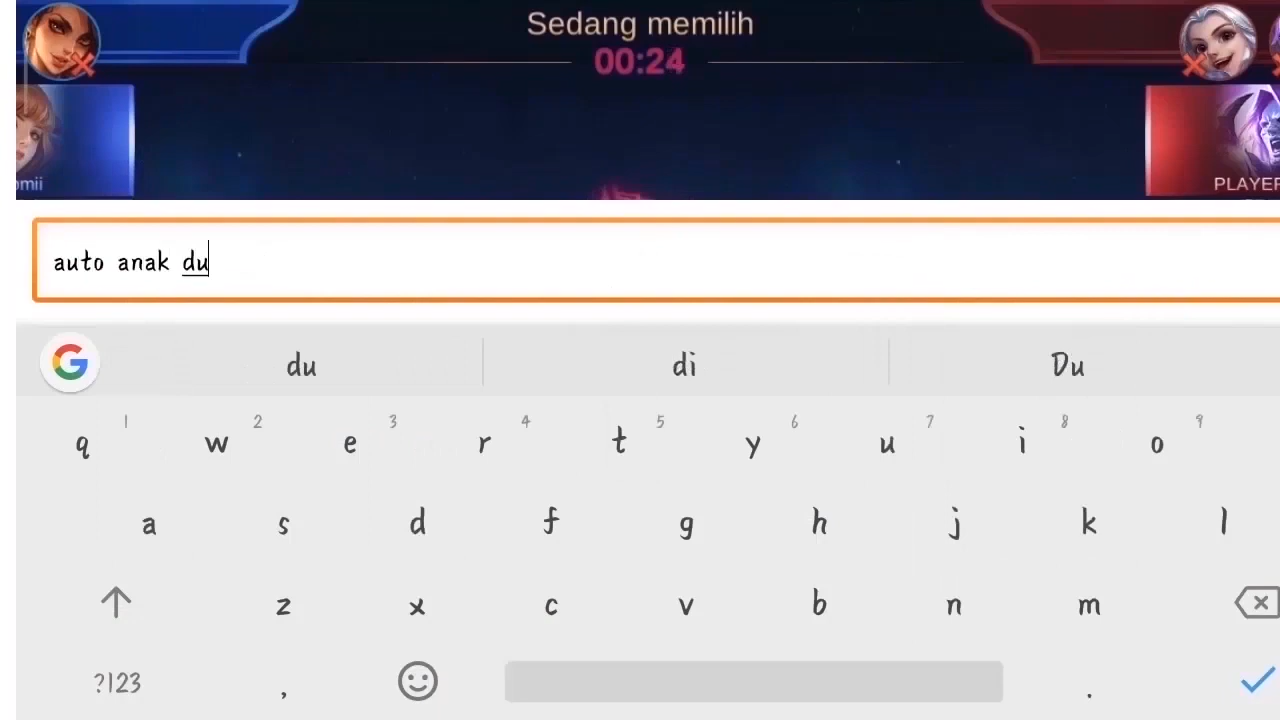 Sedang memilih
00:24
omii
PLAYER
auto anak du
du di Du
1 2 3 4 5 6 7 8 9
q w e r t y u i o
a s d f g h j k l
z x c v b n m
?123 , .